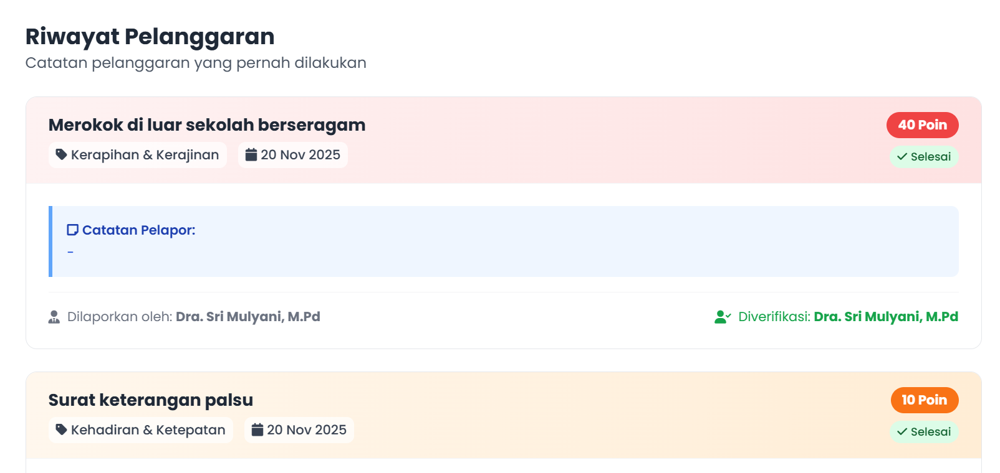 Riwayat Pelanggaran
Catatan pelanggaran yang pernah dilakukan
Merokok di luar sekolah berseragam
40 Poin
Kerapihan & Kerajinan 20 Nov 2025
Selesai
Catatan Pelapor:
-
Dilaporkan oleh: Dra. Sri Mulyani, M.Pd
Diverifikasi: Dra. Sri Mulyani, M.Pd
Surat keterangan palsu
10 Poin
Kehadiran & Ketepatan 20 Nov 2025
Selesai